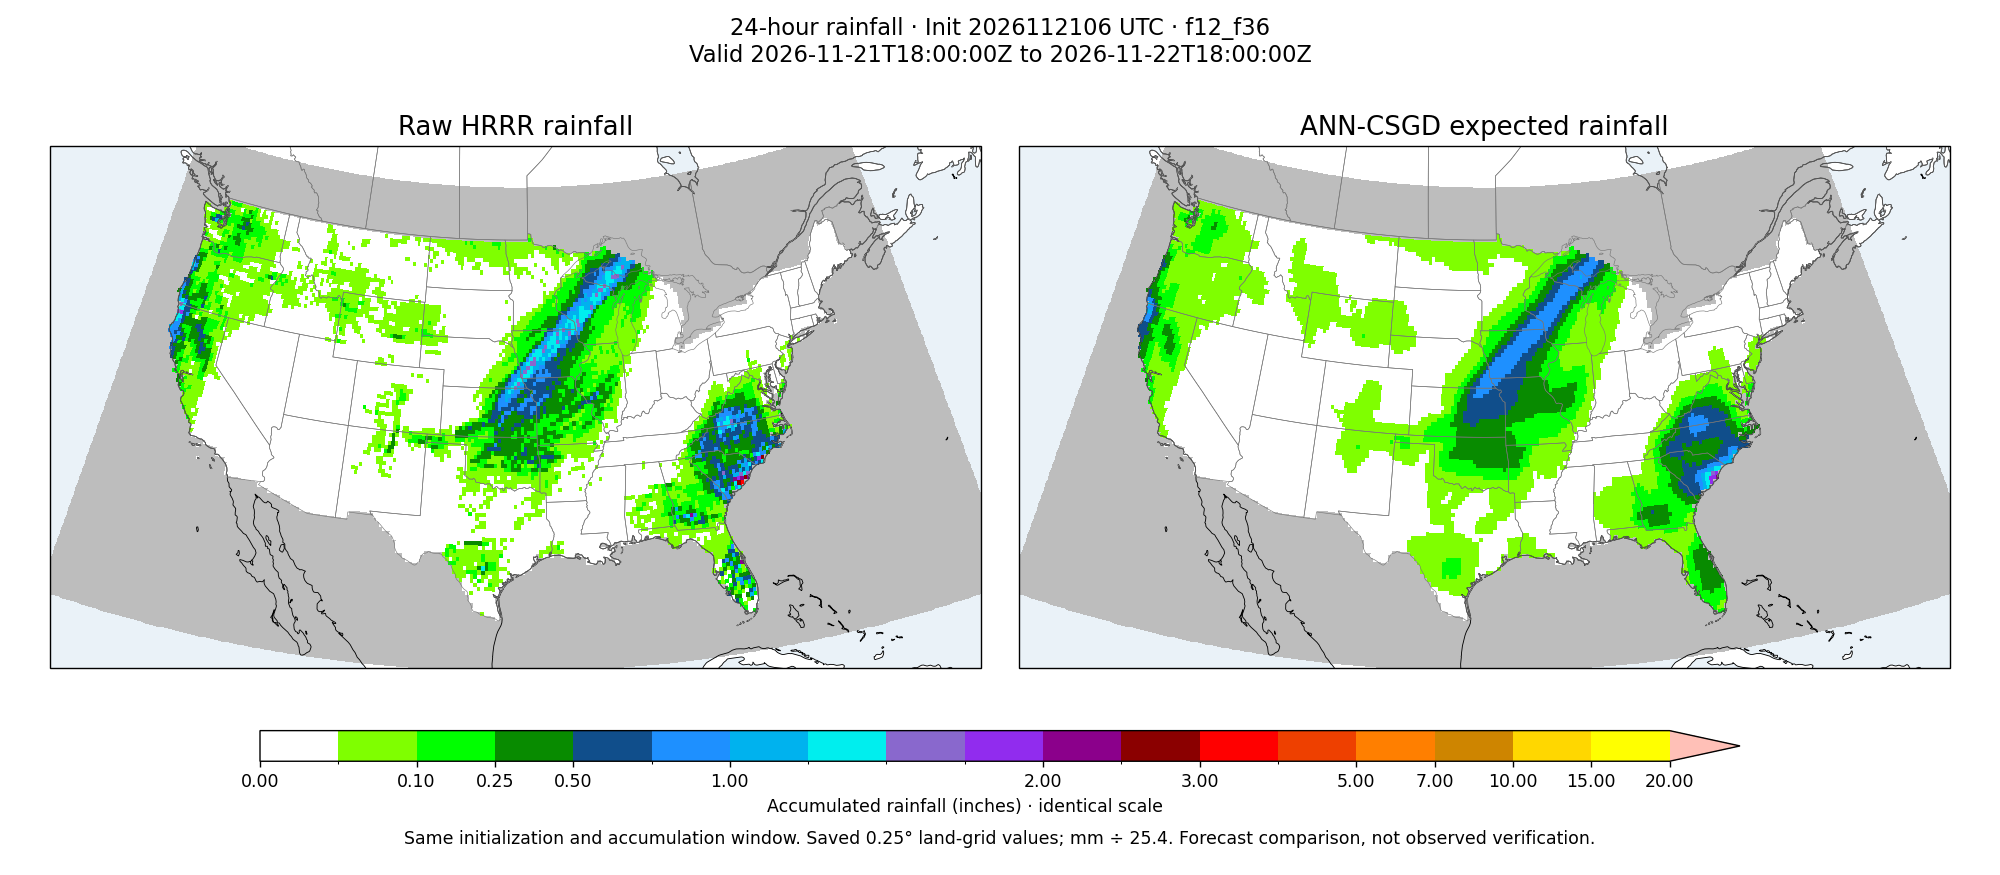 24-hour rainfall · Init 2026112106 UTC · f12_f36
Valid 2026-11-21T18:00:00Z to 2026-11-22T18:00:00Z
Raw HRRR rainfall
ANN-CSGD expected rainfall
0.00 0.10 0.25 0.50 1.00 2.00 3.00 5.00 7.00 10.00 15.00 20.00
Accumulated rainfall (inches) · identical scale
Same initialization and accumulation window. Saved 0.25° land-grid values; mm ÷ 25.4. Forecast comparison, not observed verification.